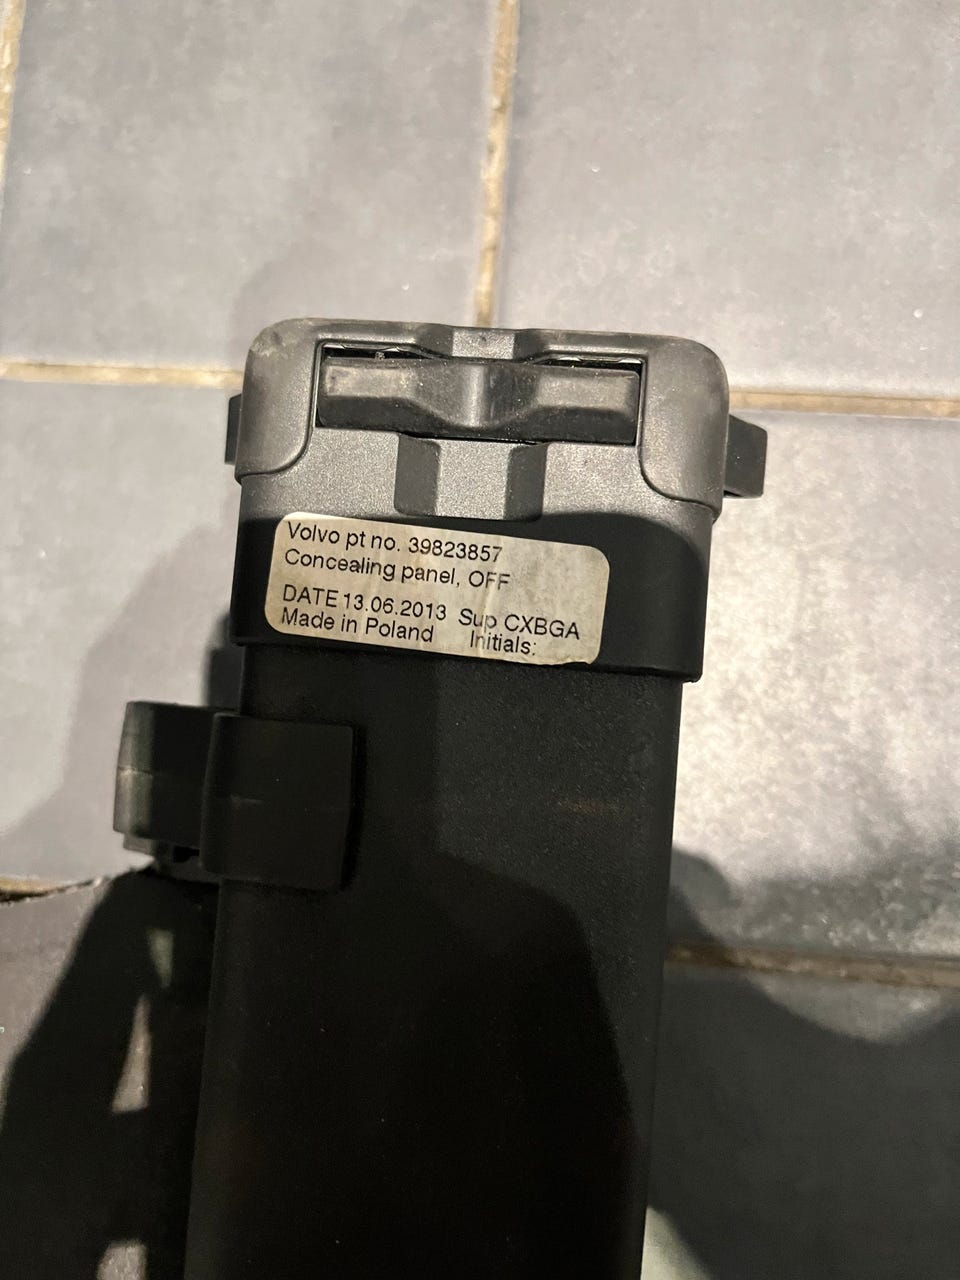 Volvo pt no. 39823857
Concealing panel, OFF
DATE 13.06.2013 Sup CXBGA
Made in Poland Initials: